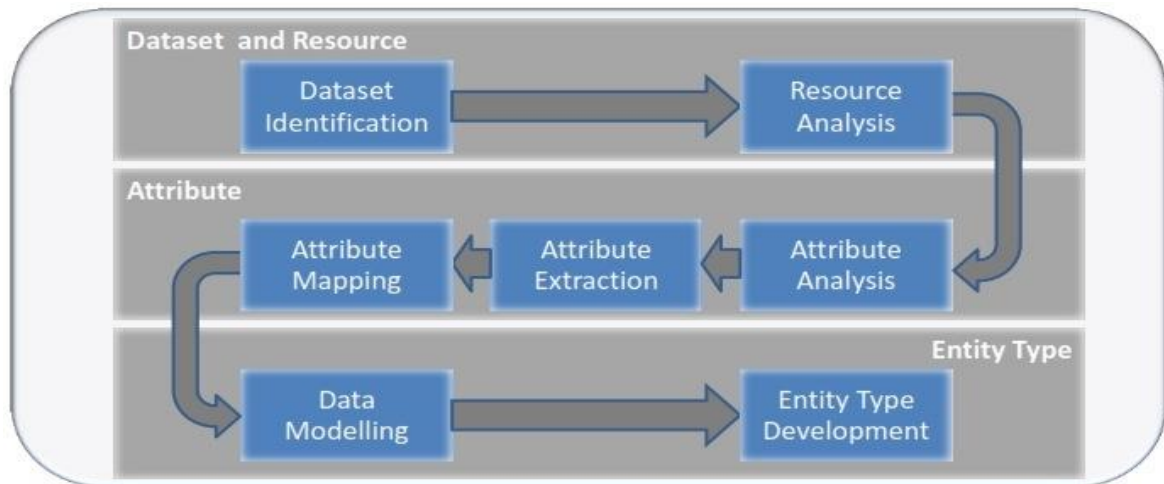 Dataset and Resource
Dataset
Identification
Resource
Analysis
Attribute
Attribute
Mapping
Attribute
Extraction
Attribute
Analysis
Entity Type
Data
Modelling
Entity Type
Development